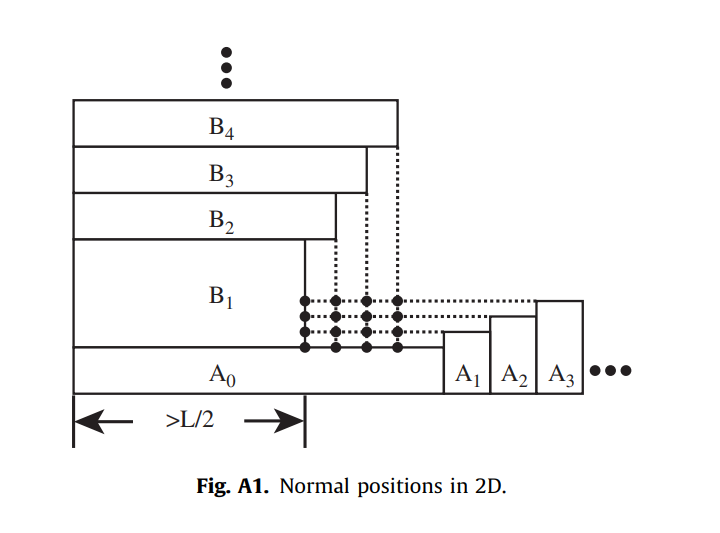 B₄
B₃
B₂
B₁
A₀ A₁ A₂ A₃
>L/2
Fig. A1. Normal positions in 2D.